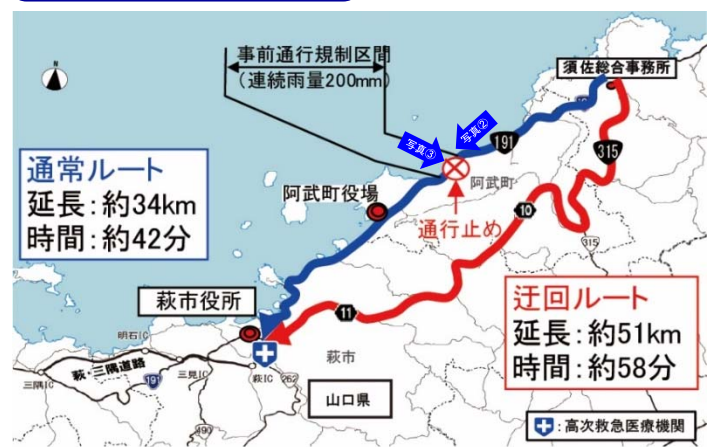 事前通行規制区間
（連続雨量200mm）
須佐総合事務所
写真③
写真②
191
315
通常ルート
延長：約34km
時間：約42分
阿武町役場
阿武町
通行止め
10
315
迂回ルート
延長：約51km
時間：約58分
萩市役所
11
明石IC
萩・三隅道路
191
三隅IC
三見IC
萩IC
262
萩市
490
山口県
：高次救急医療機関